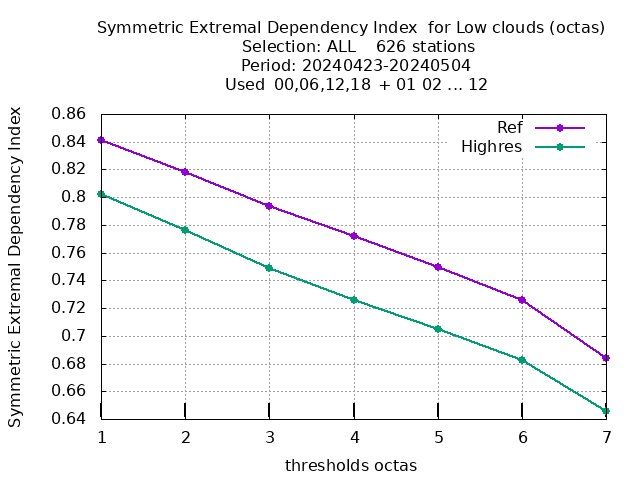 Symmetric Extremal Dependency Index for Low clouds (octas)
Selection: ALL 626 stations
Period: 20240423-20240504
Used 00,06,12,18 + 01 02 ... 12
Symmetric Extremal Dependency Index
0.86
0.84
0.82
0.8
0.78
0.76
0.74
0.72
0.7
0.68
0.66
0.64
Ref
Highres
1 2 3 4 5 6 7
thresholds octas